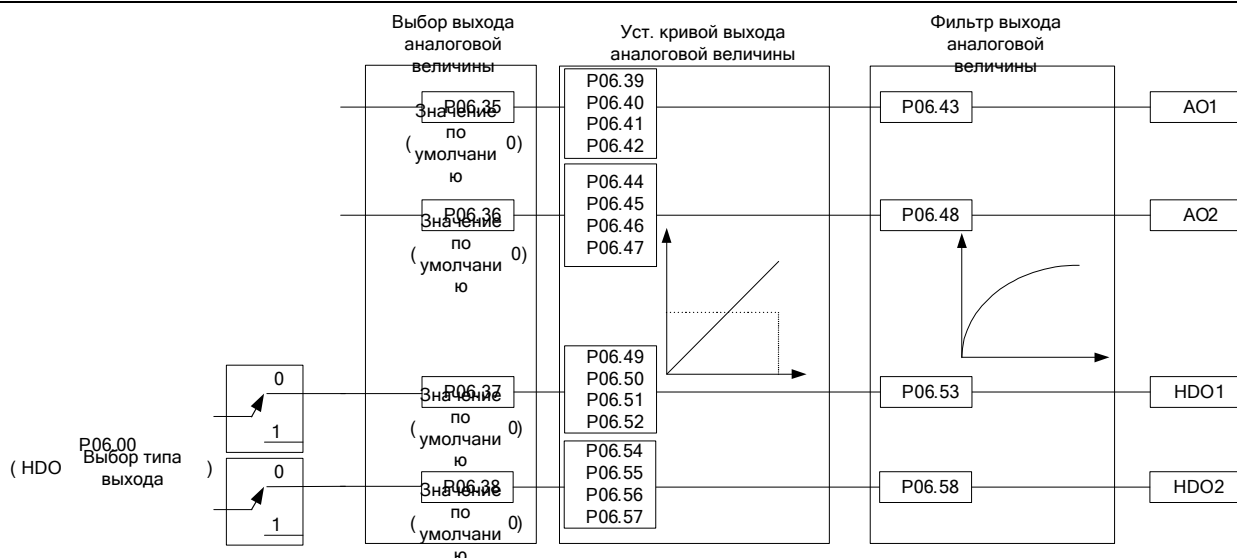 Выбор выхода
аналоговой
величины
Уст. кривой выхода
аналоговой величины
Фильтр выхода
аналоговой
величины
P06.35
Значение
по
( умолчани 0)
ю
P06.39
P06.40
P06.41
P06.42
P06.43
AO1
P06.36
Значение
по
( умолчани 0)
ю
P06.44
P06.45
P06.46
P06.47
P06.48
AO2
0
1
P06.37
Значение
по
( умолчани 0)
ю
P06.49
P06.50
P06.51
P06.52
P06.53
HDO1
P06.00
( HDO Выбор типа )
выхода
0
1
P06.38
Значение
по
( умолчани 0)
ю
P06.54
P06.55
P06.56
P06.57
P06.58
HDO2